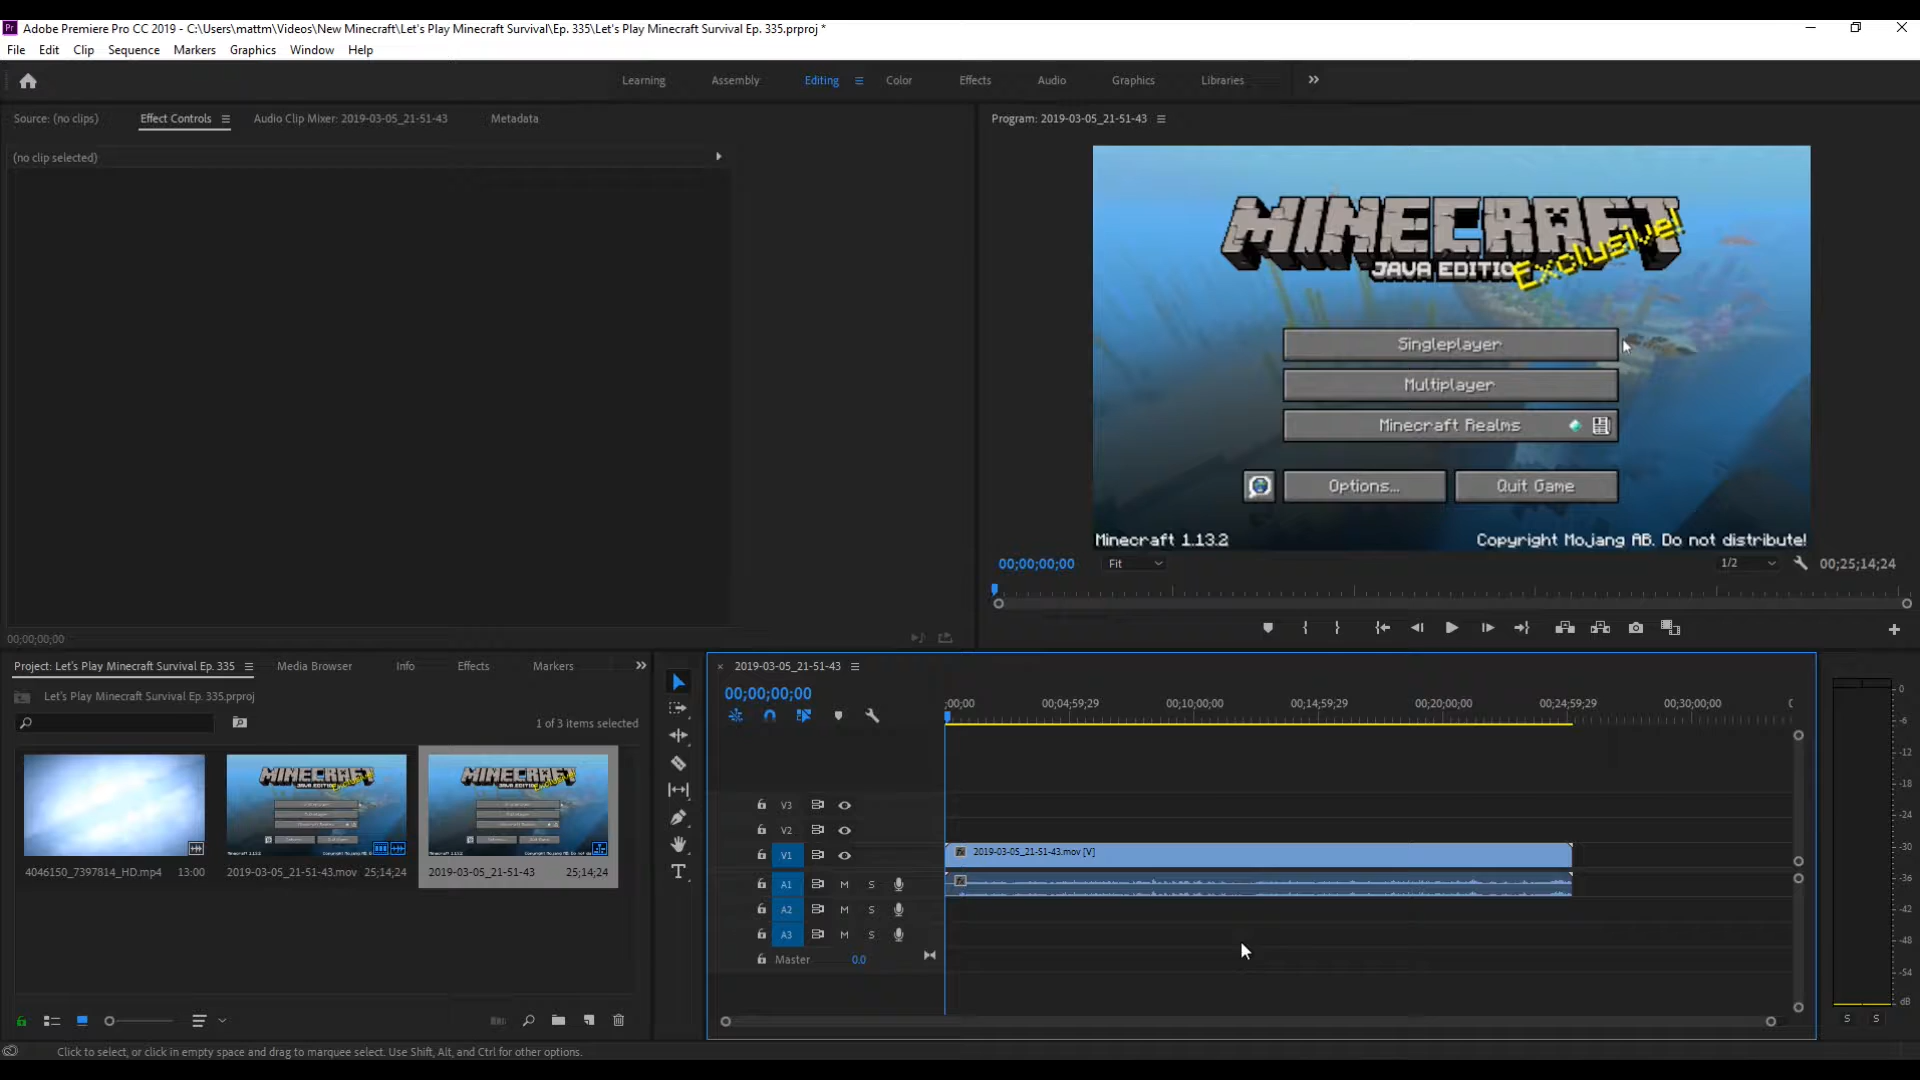 Adobe Premiere Pro CC 2019 - C:\Users\mattm\Videos\New Minecraft\Let's Play Minecraft Survival\Ep. 335\Let's Play Minecraft Survival Ep. 335.prproj *
File Edit Clip Sequence Markers Graphics Window Help
Learning Assembly Editing Color Effects Audio Graphics Libraries
Source: (no clips) Effect Controls Audio Clip Mixer: 2019-03-05_21-51-43 Metadata
Program: 2019-03-05_21-51-43
(no clip selected)
MINECRAFT
JAVA EDITION
Exclusive!
Singleplayer
Multiplayer
Minecraft Realms
Options... Quit Game
Minecraft 1.13.2 Copyright Mojang AB. Do not distribute!
00;00;00;00 Fit 1/2 00;25;14;24
00;00;00;00
Project: Let's Play Minecraft Survival Ep. 335 Media Browser Info Effects Markers
Let's Play Minecraft Survival Ep. 335.prproj
1 of 3 items selected
4046150_7397814_HD.mp4 13:00
2019-03-05_21-51-43.mov 25;14;24
2019-03-05_21-51-43 25;14;24
2019-03-05_21-51-43
00;00;00;00
;00;00 00;04;59;29 00;10;00;00 00;14;59;29 00;20;00;00 00;24;59;29 00;30;00;00
V3
V2
V1 2019-03-05_21-51-43.mov [V]
A1 M S
A2 M S
A3 M S
Master 0.0
0
-6
-12
-18
-24
-30
-36
-42
-48
-54
dB
S S
Click to select, or click in empty space and drag to marquee select. Use Shift, Alt, and Ctrl for other options.